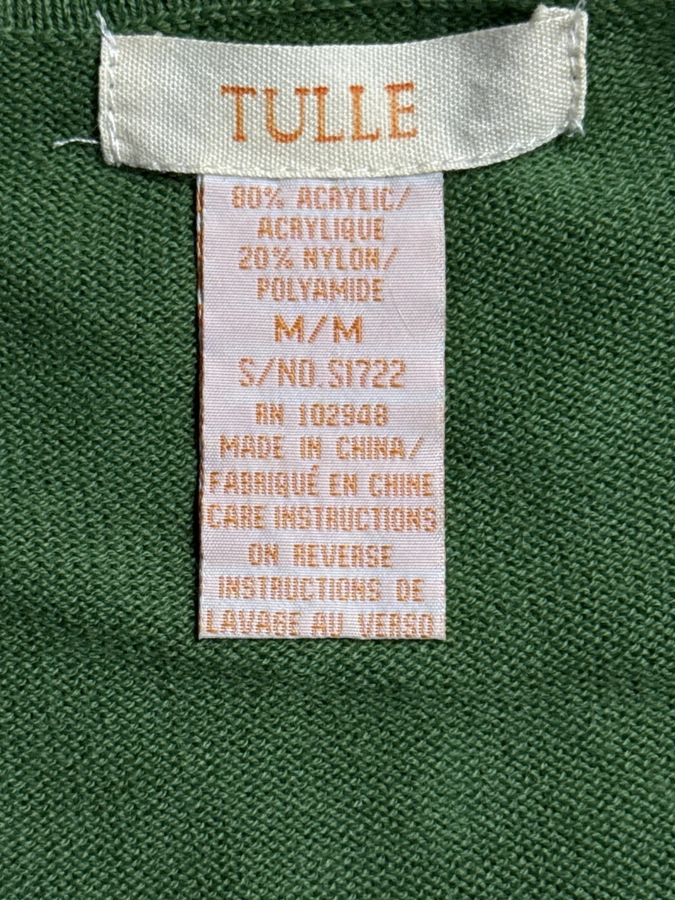 TULLE
80% ACRYLIC/
ACRYLIQUE
20% NYLON/
POLYAMIDE
M/M
S/NO.S1722
RN 102948
MADE IN CHINA/
FABRIQUÉ EN CHINE
CARE INSTRUCTIONS
ON REVERSE
INSTRUCTIONS DE
LAVAGE AU VERSO